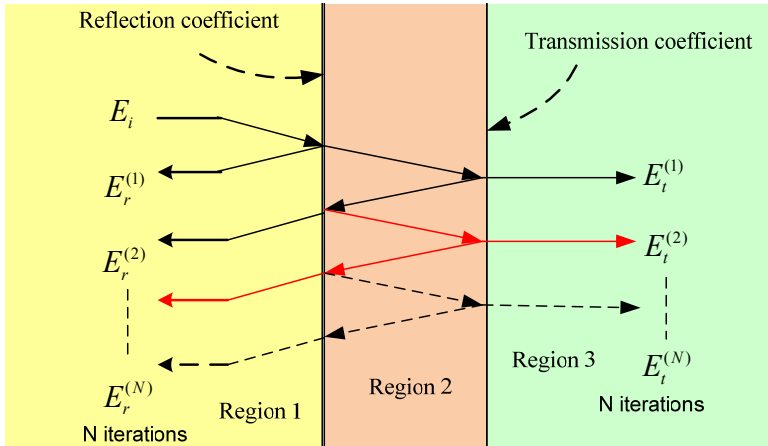 Reflection coefficient
Transmission coefficient
E_i
E_r^{(1)}
E_t^{(1)}
E_r^{(2)}
E_t^{(2)}
E_r^{(N)}
E_t^{(N)}
Region 1
Region 2
Region 3
N iterations
N iterations